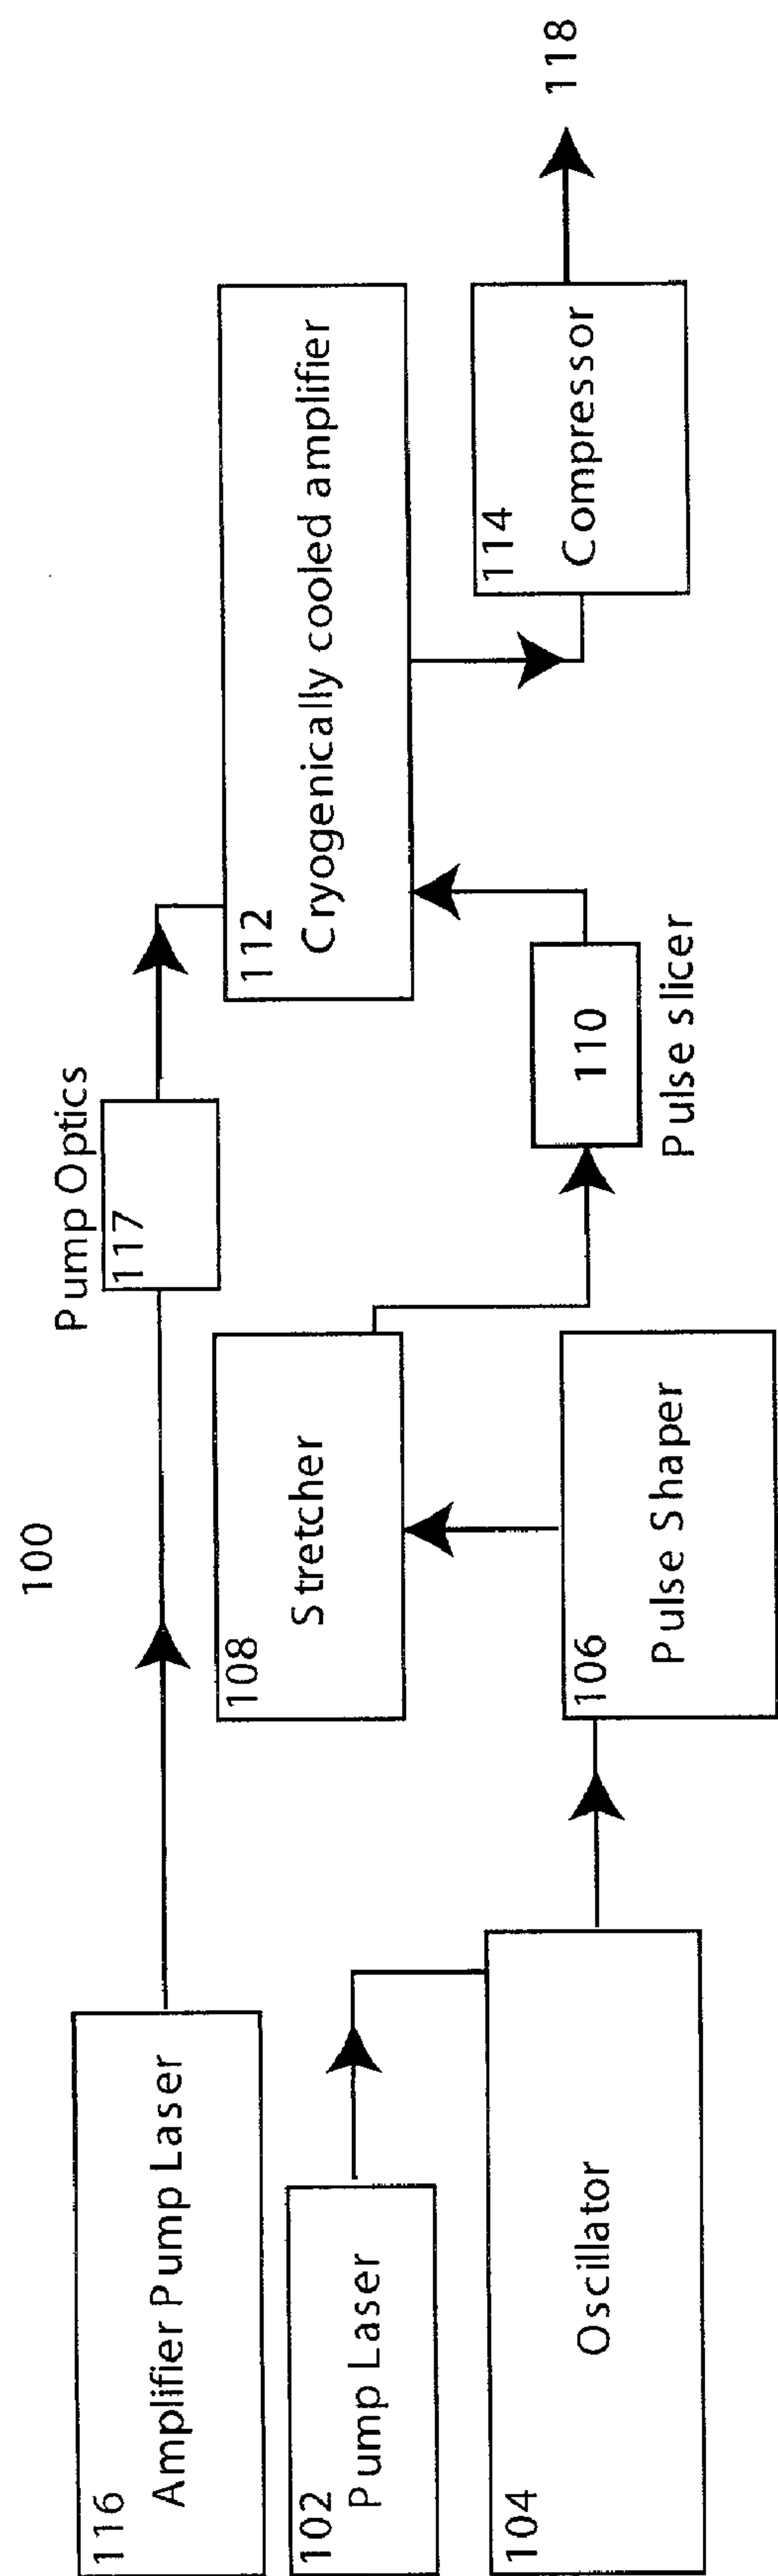 100
116
Amplifier Pump Laser
Pump Optics
117
102
Pump Laser
108
Stretcher
112
Cryogenically cooled amplifier
104
Oscillator
106
Pulse Shaper
110
Pulse slicer
114
Compressor
118